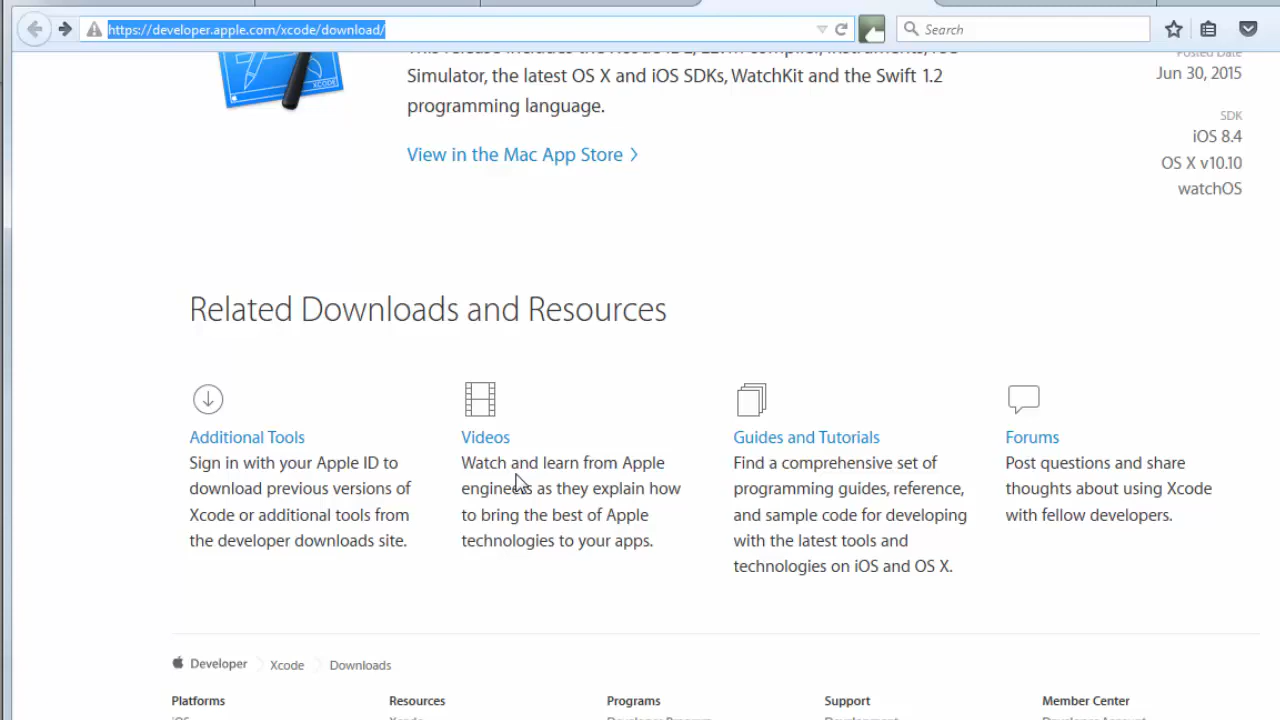 https://developer.apple.com/xcode/download/
Search
Simulator, the latest OS X and iOS SDKs, WatchKit and the Swift 1.2
programming language.
View in the Mac App Store
XCODE
Posted Date
Jun 30, 2015
SDK
iOS 8.4
OS X v10.10
watchOS
Related Downloads and Resources
Additional Tools
Sign in with your Apple ID to
download previous versions of
Xcode or additional tools from
the developer downloads site.
Videos
Watch and learn from Apple
engineers as they explain how
to bring the best of Apple
technologies to your apps.
Guides and Tutorials
Find a comprehensive set of
programming guides, reference,
and sample code for developing
with the latest tools and
technologies on iOS and OS X.
Forums
Post questions and share
thoughts about using Xcode
with fellow developers.
Developer Xcode Downloads
Platforms Resources Programs Support Member Center